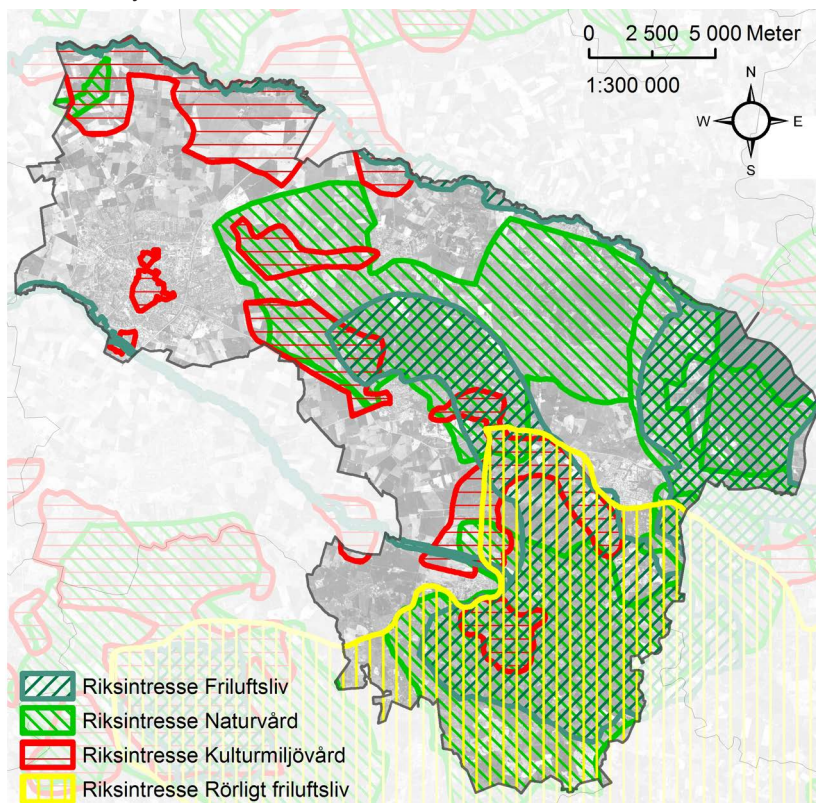 0 2 500 5 000 Meter
1:300 000
N
W E
S
Riksintresse Friluftsliv
Riksintresse Naturvård
Riksintresse Kulturmiljövård
Riksintresse Rörligt friluftsliv